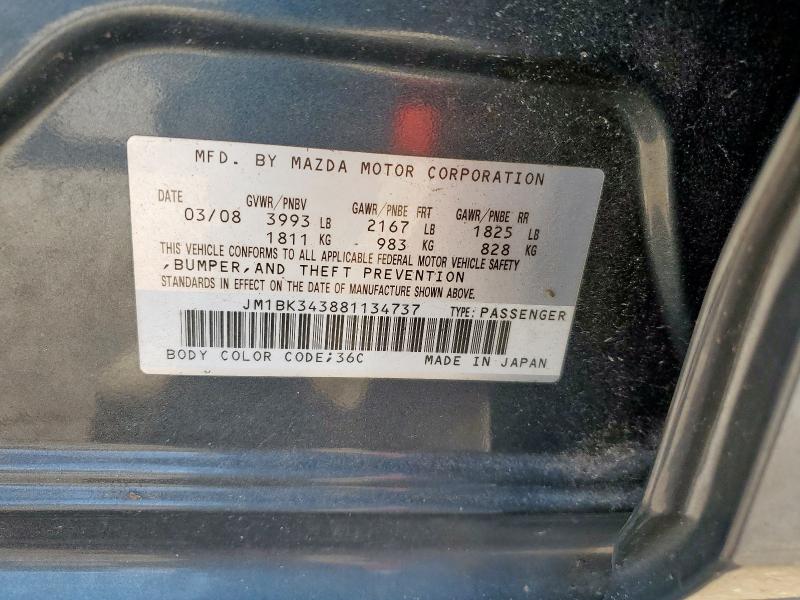 MFD. BY MAZDA MOTOR CORPORATION
DATE GVWR/PNBV GAWR/PNBE FRT GAWR/PNBE RR
03/08 3993 LB 2167 LB 1825 LB
1811 KG 983 KG 828 KG
THIS VEHICLE CONFORMS TO ALL APPLICABLE FEDERAL MOTOR VEHICLE SAFETY
,BUMPER,AND THEFT PREVENTION
STANDARDS IN EFFECT ON THE DATE OF MANUFACTURE SHOWN ABOVE.
JM1BK343881134737 TYPE: PASSENGER
BODY COLOR CODE;36C MADE IN JAPAN